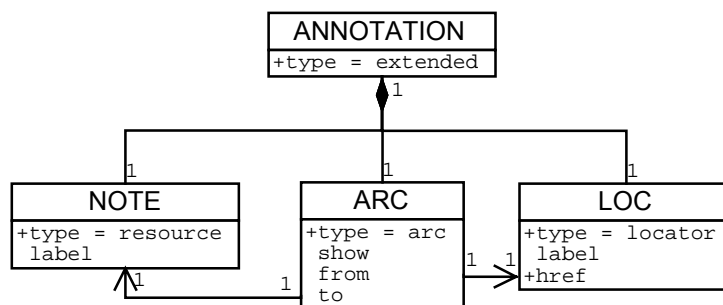 ANNOTATION
+type = extended
1
1
1
1
NOTE
+type = resource
label
ARC
+type = arc
show
from
to
LOC
+type = locator
label
+href
1
1
1
1